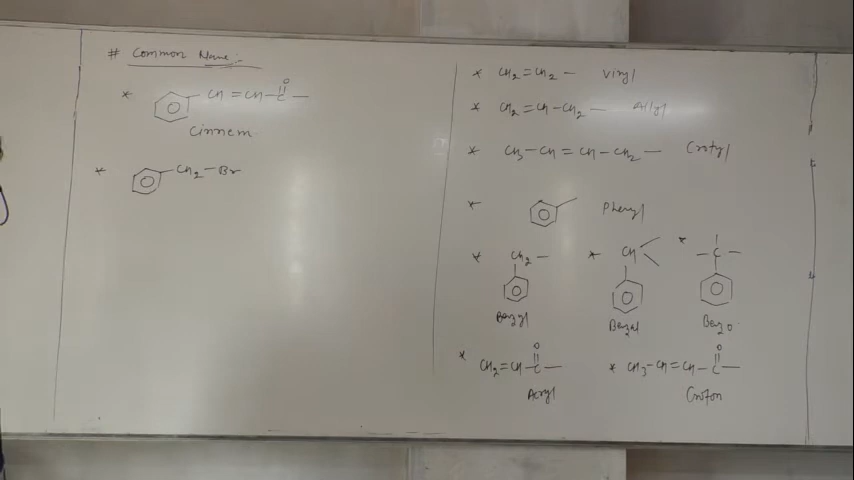 # Common Name :-
* CH = CH - C -
O
Cinnem
* CH2 - Br
* CH2 = CH2 - Vinyl
* CH2 = CH - CH2 - Allyl
* CH3 - CH = CH - CH2 - Crotyl
* Phenyl
* CH2 - * CH * - C -
Benzyl Benzal Benzo
O O
* CH2 = CH - C - * CH3 - CH = CH - C -
Acryl Croton